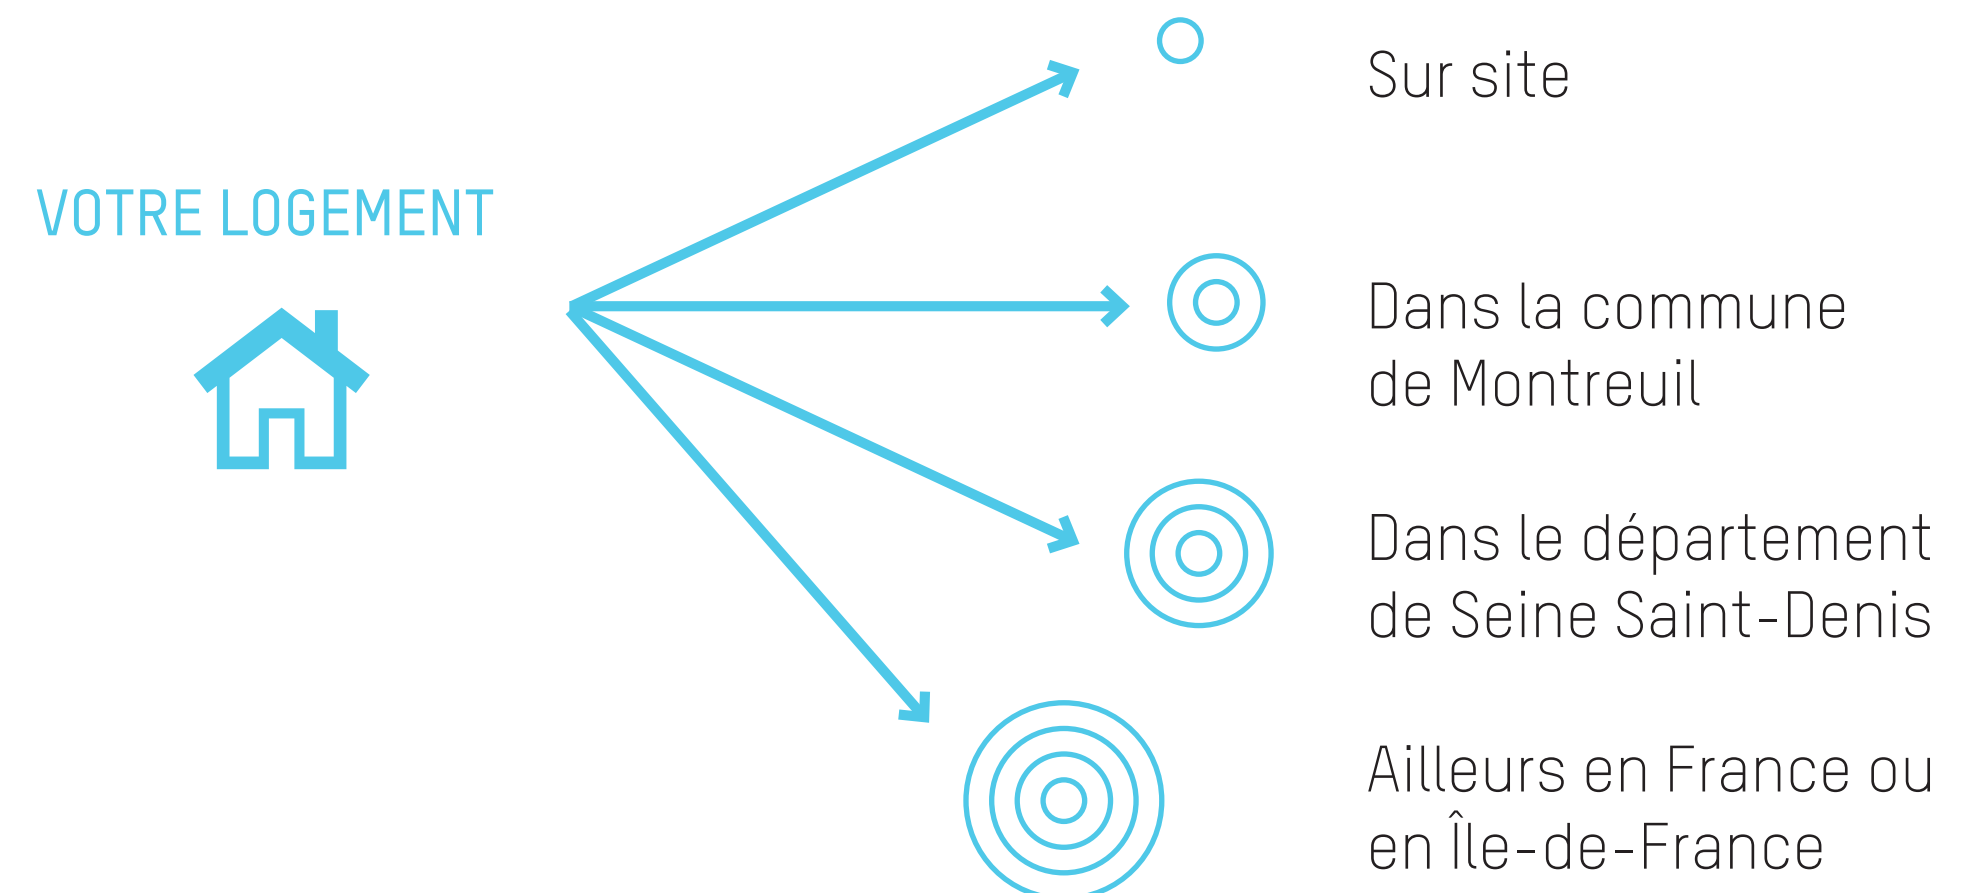 VOTRE LOGEMENT
Sur site
Dans la commune
de Montreuil
Dans le département
de Seine Saint-Denis
Ailleurs en France ou
en Île-de-France